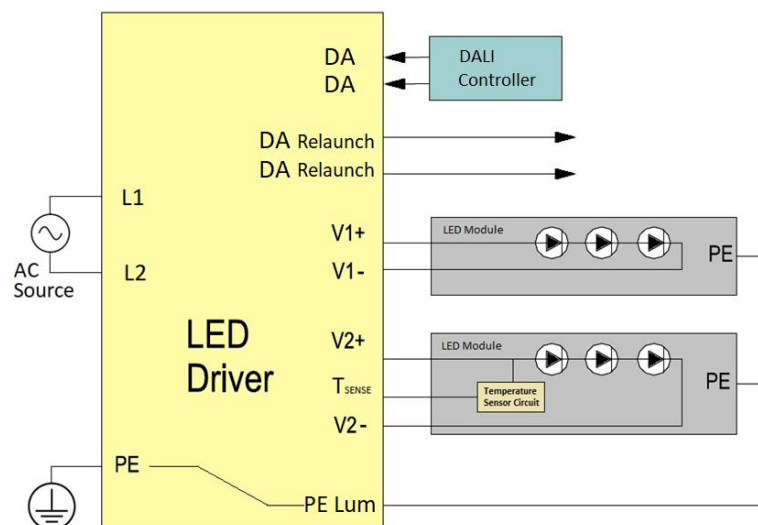 DA
DA
DALI
Controller
DA Relaunch
DA Relaunch
L1
L2
AC
Source
LED
Driver
V1+
V1-
LED Module
PE
V2+
TSENSE
V2-
LED Module
Temperature
Sensor Circuit
PE
PE
PE Lum